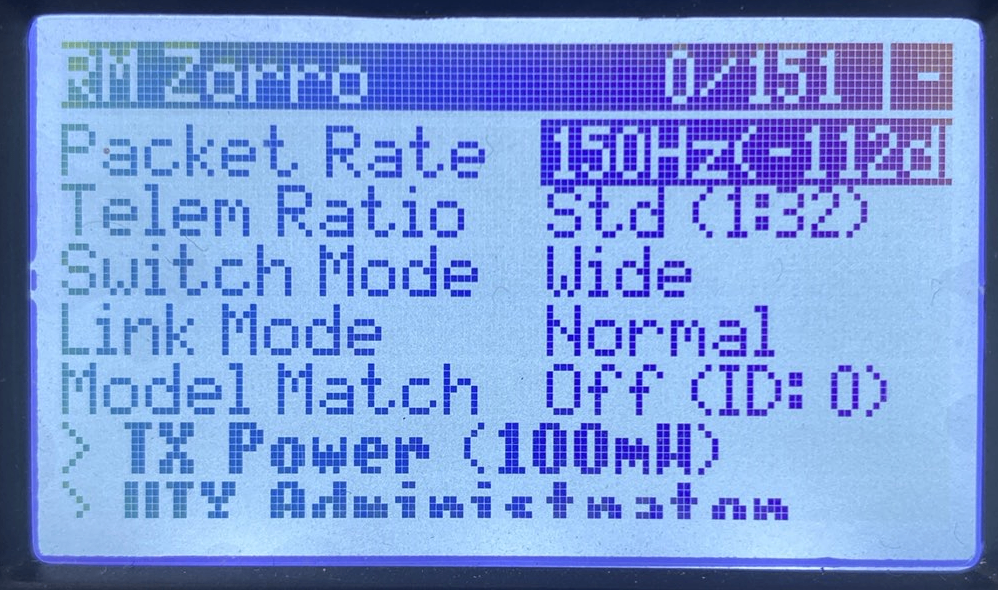 RM Zorro 0/151 -
Packet Rate 150Hz(-112d
Telem Ratio Std (1:32)
Switch Mode Wide
Link Mode Normal
Model Match Off (ID: 0)
> TX Power (100mW)
>